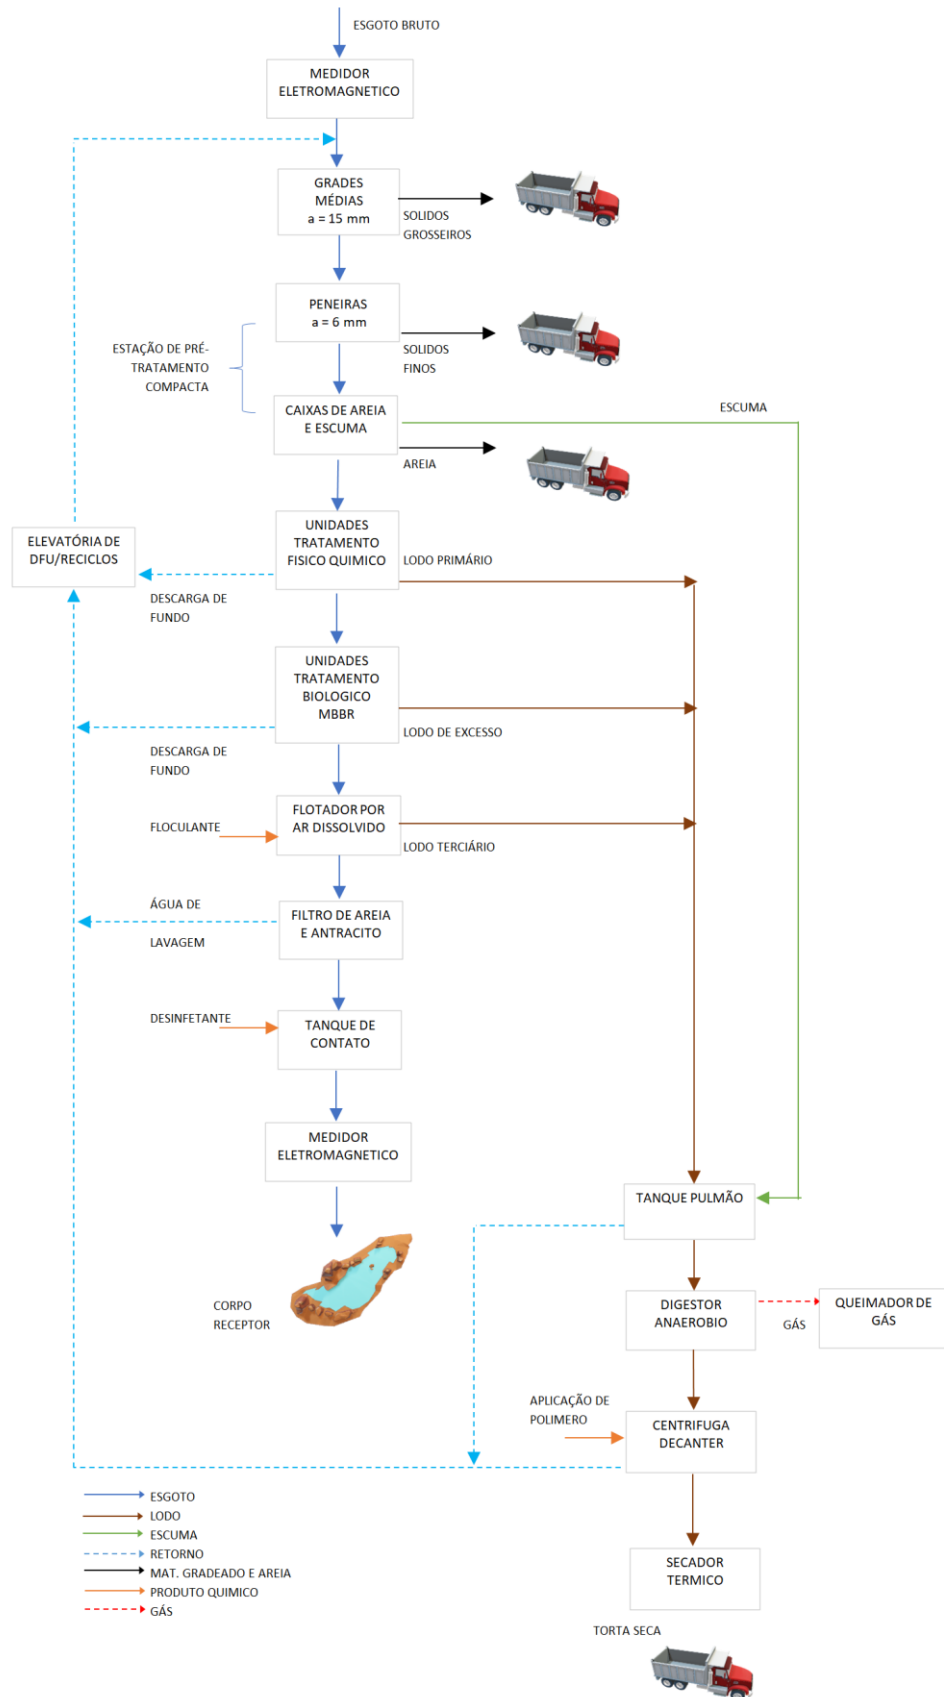 ESGOTO BRUTO
MEDIDOR
ELETROMAGNETICO
GRADES
MÉDIAS
a = 15 mm
SOLIDOS
GROSSEIROS
PENEIRAS
a = 6 mm
SOLIDOS
FINOS
ESTAÇÃO DE PRÉ-
TRATAMENTO
COMPACTA
CAIXAS DE AREIA
E ESCUMA
ESCUMA
AREIA
UNIDADES
TRATAMENTO
FISICO QUIMICO
LODO PRIMÁRIO
ELEVATÓRIA DE
DFU/RECICLOS
DESCARGA DE
FUNDO
UNIDADES
TRATAMENTO
BIOLOGICO
MBBR
LODO DE EXCESSO
DESCARGA DE
FUNDO
FLOTADOR POR
AR DISSOLVIDO
FLOCULANTE
LODO TERCIÁRIO
ÁGUA DE
LAVAGEM
FILTRO DE AREIA
E ANTRACITO
DESINFETANTE
TANQUE DE
CONTATO
MEDIDOR
ELETROMAGNETICO
TANQUE PULMÃO
CORPO
RECEPTOR
DIGESTOR
ANAEROBIO
GÁS
QUEIMADOR DE
GÁS
APLICAÇÃO DE
POLIMERO
CENTRIFUGA
DECANTER
ESGOTO
LODO
ESCUMA
RETORNO
MAT. GRADEADO E AREIA
PRODUTO QUIMICO
GÁS
SECADOR
TERMICO
TORTA SECA